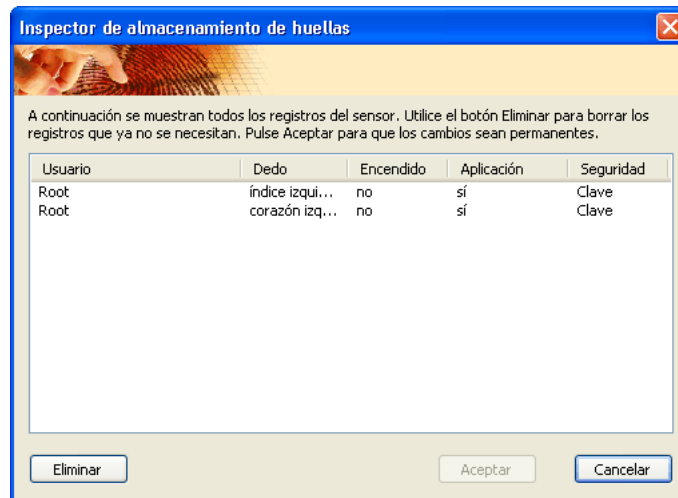 Inspector de almacenamiento de huellas
A continuación se muestran todos los registros del sensor. Utilice el botón Eliminar para borrar los
registros que ya no se necesitan. Pulse Aceptar para que los cambios sean permanentes.
Usuario Dedo Encendido Aplicación Seguridad
Root índice izqui... no sí Clave
Root corazón izq... no sí Clave
Eliminar Aceptar Cancelar